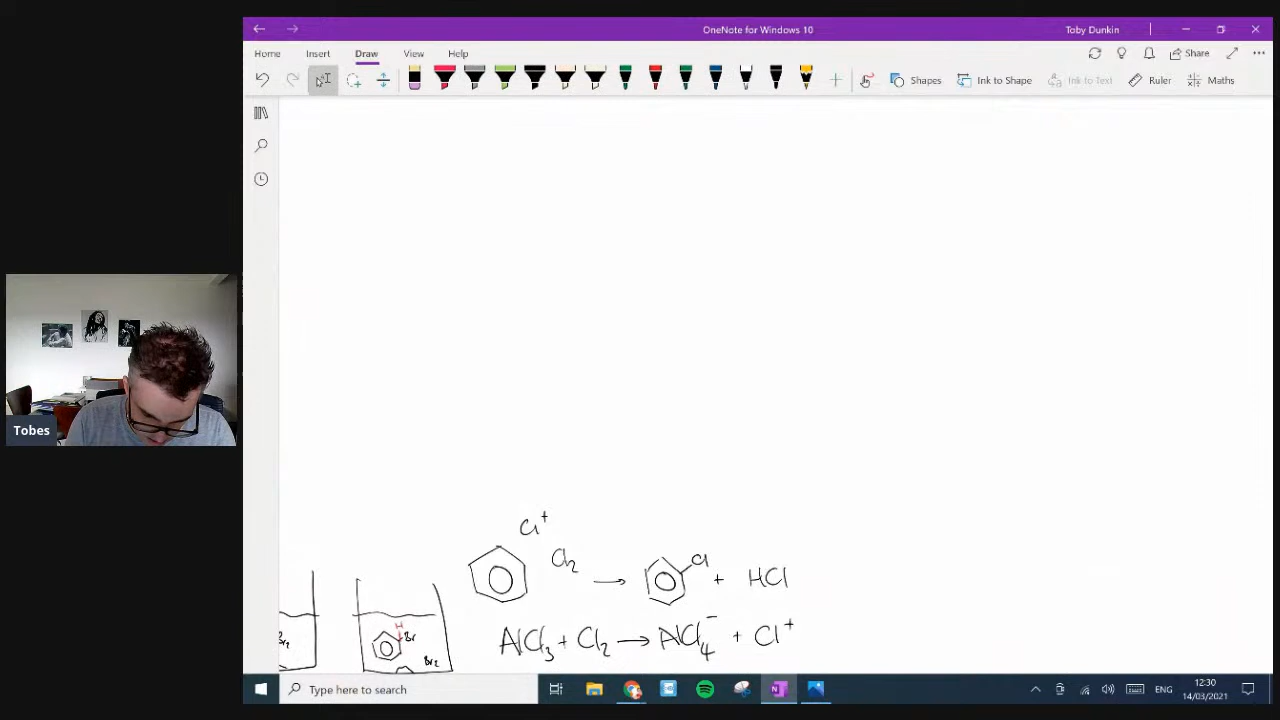 OneNote for Windows 10
Toby Dunkin
Home Insert Draw View Help
Share
Shapes
Ink to Shape
Ink to Text
Ruler
Maths
Tobes
Cl⁺
Cl₂ → Cl + HCl
AlCl₃ + Cl₂ → AlCl₄⁻ + Cl⁺
Br₂
H
Br
Br₂
Type here to search
ENG
12:30
14/03/2021